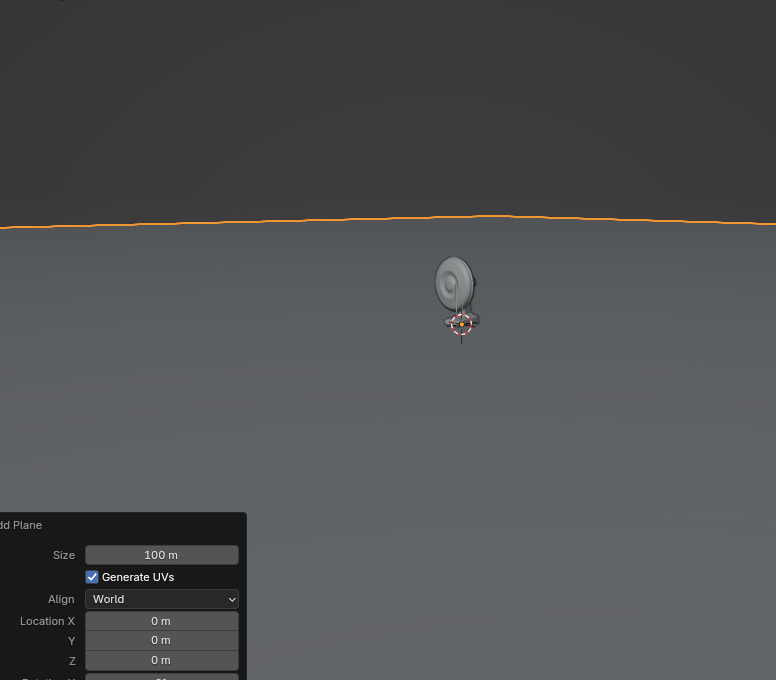 dd Plane
Size 100 m
Generate UVs
Align World
Location X 0 m
Y 0 m
Z 0 m